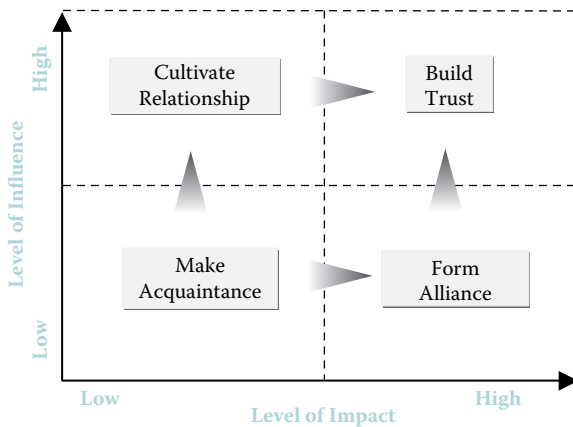 High
Cultivate
Relationship
Build
Trust
Level of Influence
Make
Acquaintance
Form
Alliance
Low
Low
High
Level of Impact